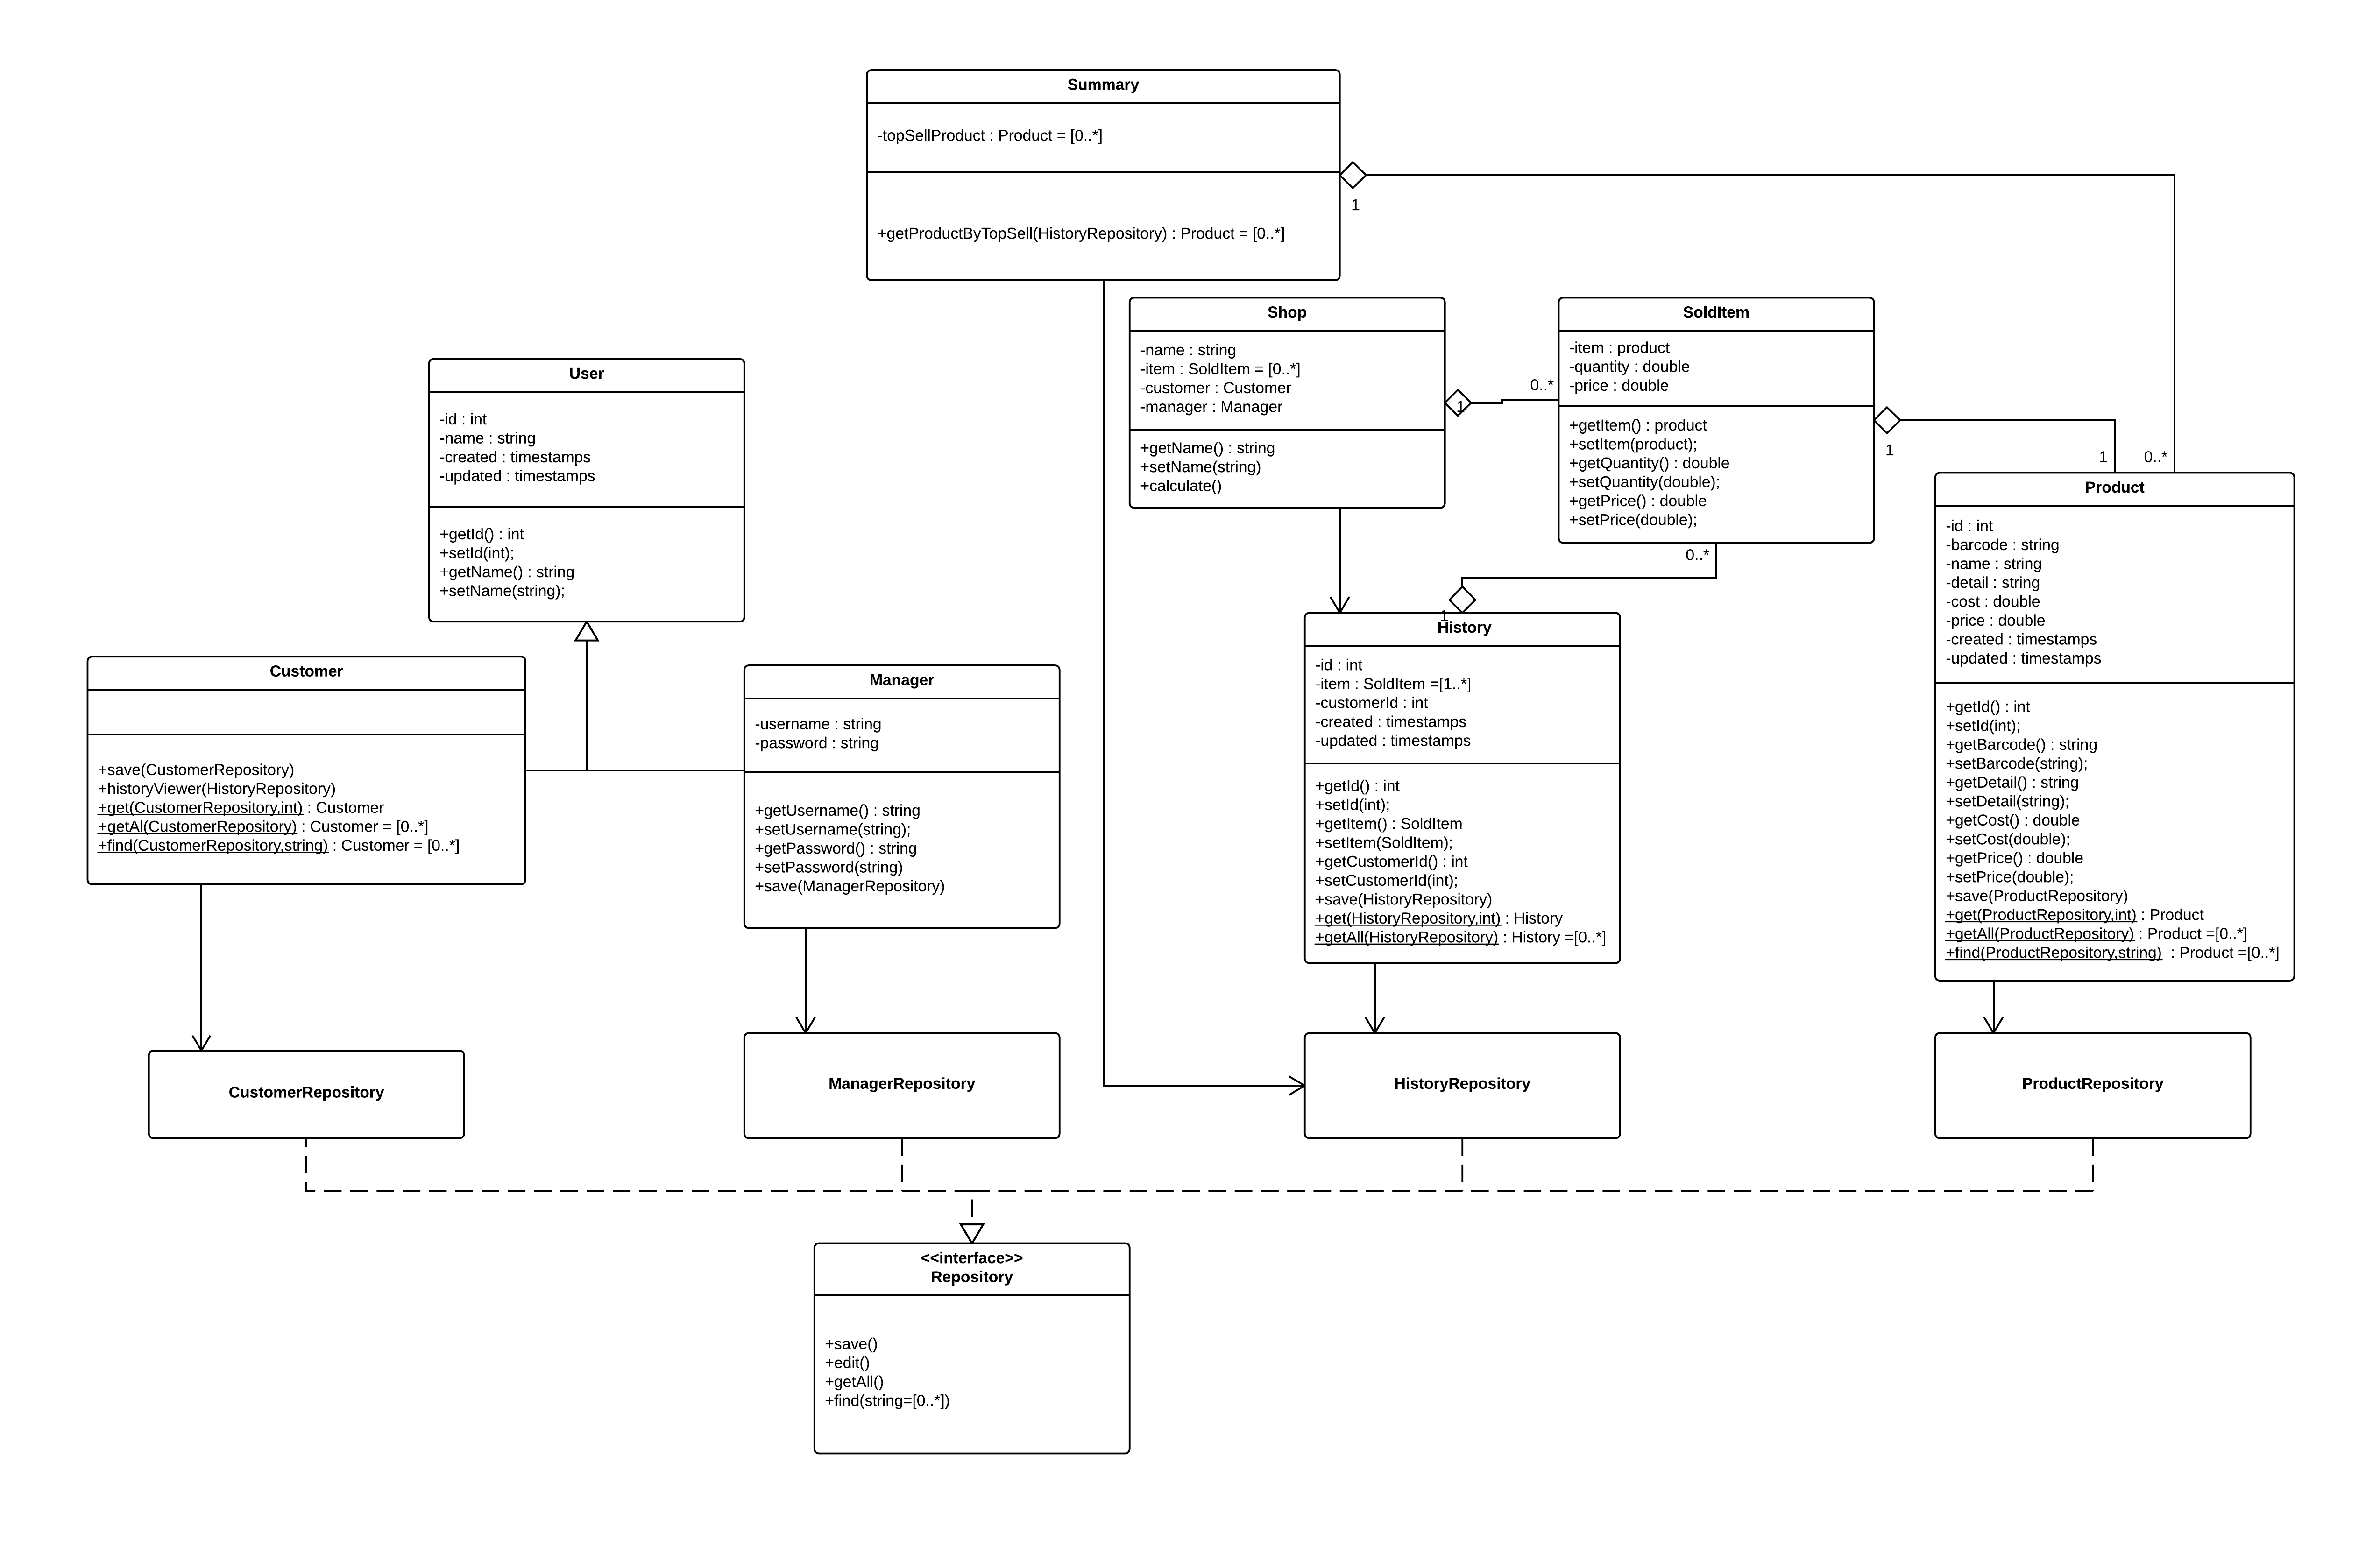 Summary
-topSellProduct : Product = [0..*]
+getProductByTopSell(HistoryRepository) : Product = [0..*]
1
Shop
-name : string
-item : SoldItem = [0..*]
-customer : Customer
-manager : Manager
+getName() : string
+setName(string)
+calculate()
1
0..*
SoldItem
-item : product
-quantity : double
-price : double
+getItem() : product
+setItem(product);
+getQuantity() : double
+setQuantity(double);
+getPrice() : double
+setPrice(double);
1
0..*
1
0..*
User
-id : int
-name : string
-created : timestamps
-updated : timestamps
+getId() : int
+setId(int);
+getName() : string
+setName(string);
Product
-id : int
-barcode : string
-name : string
-detail : string
-cost : double
-price : double
-created : timestamps
-updated : timestamps
+getId() : int
+setId(int);
+getBarcode() : string
+setBarcode(string);
+getDetail() : string
+setDetail(string);
+getCost() : double
+setCost(double);
+getPrice() : double
+setPrice(double);
+save(ProductRepository)
+get(ProductRepository,int) : Product
+getAll(ProductRepository) : Product =[0..*]
+find(ProductRepository,string)  : Product =[0..*]
Customer
+save(CustomerRepository)
+historyViewer(HistoryRepository)
+get(CustomerRepository,int) : Customer
+getAl(CustomerRepository) : Customer = [0..*]
+find(CustomerRepository,string) : Customer = [0..*]
Manager
-username : string
-password : string
+getUsername() : string
+setUsername(string);
+getPassword() : string
+setPassword(string)
+save(ManagerRepository)
1
History
-id : int
-item : SoldItem =[1..*]
-customerId : int
-created : timestamps
-updated : timestamps
+getId() : int
+setId(int);
+getItem() : SoldItem
+setItem(SoldItem);
+getCustomerId() : int
+setCustomerId(int);
+save(HistoryRepository)
+get(HistoryRepository,int) : History
+getAll(HistoryRepository) : History =[0..*]
CustomerRepository
ManagerRepository
HistoryRepository
ProductRepository
<<interface>>
Repository
+save()
+edit()
+getAll()
+find(string=[0..*])